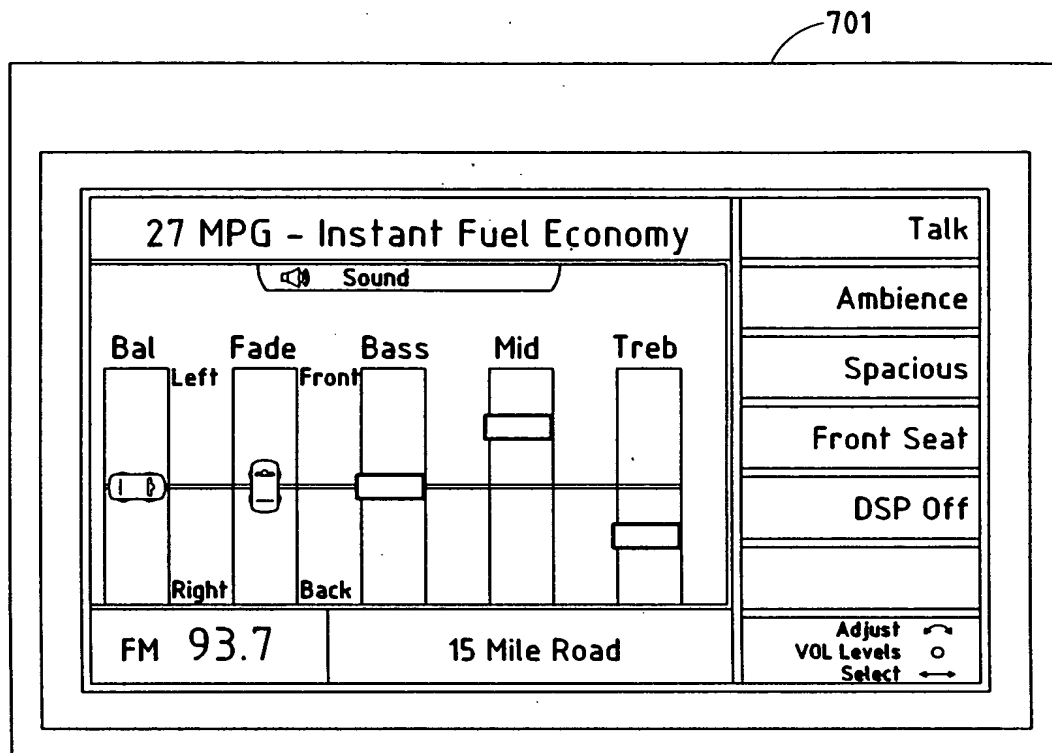 701
27 MPG - Instant Fuel Economy
Sound
Bal
Fade
Bass
Mid
Treb
Left
Front
Right
Back
FM 93.7
15 Mile Road
Talk
Ambience
Spacious
Front Seat
DSP Off
Adjust
VOL Levels
Select